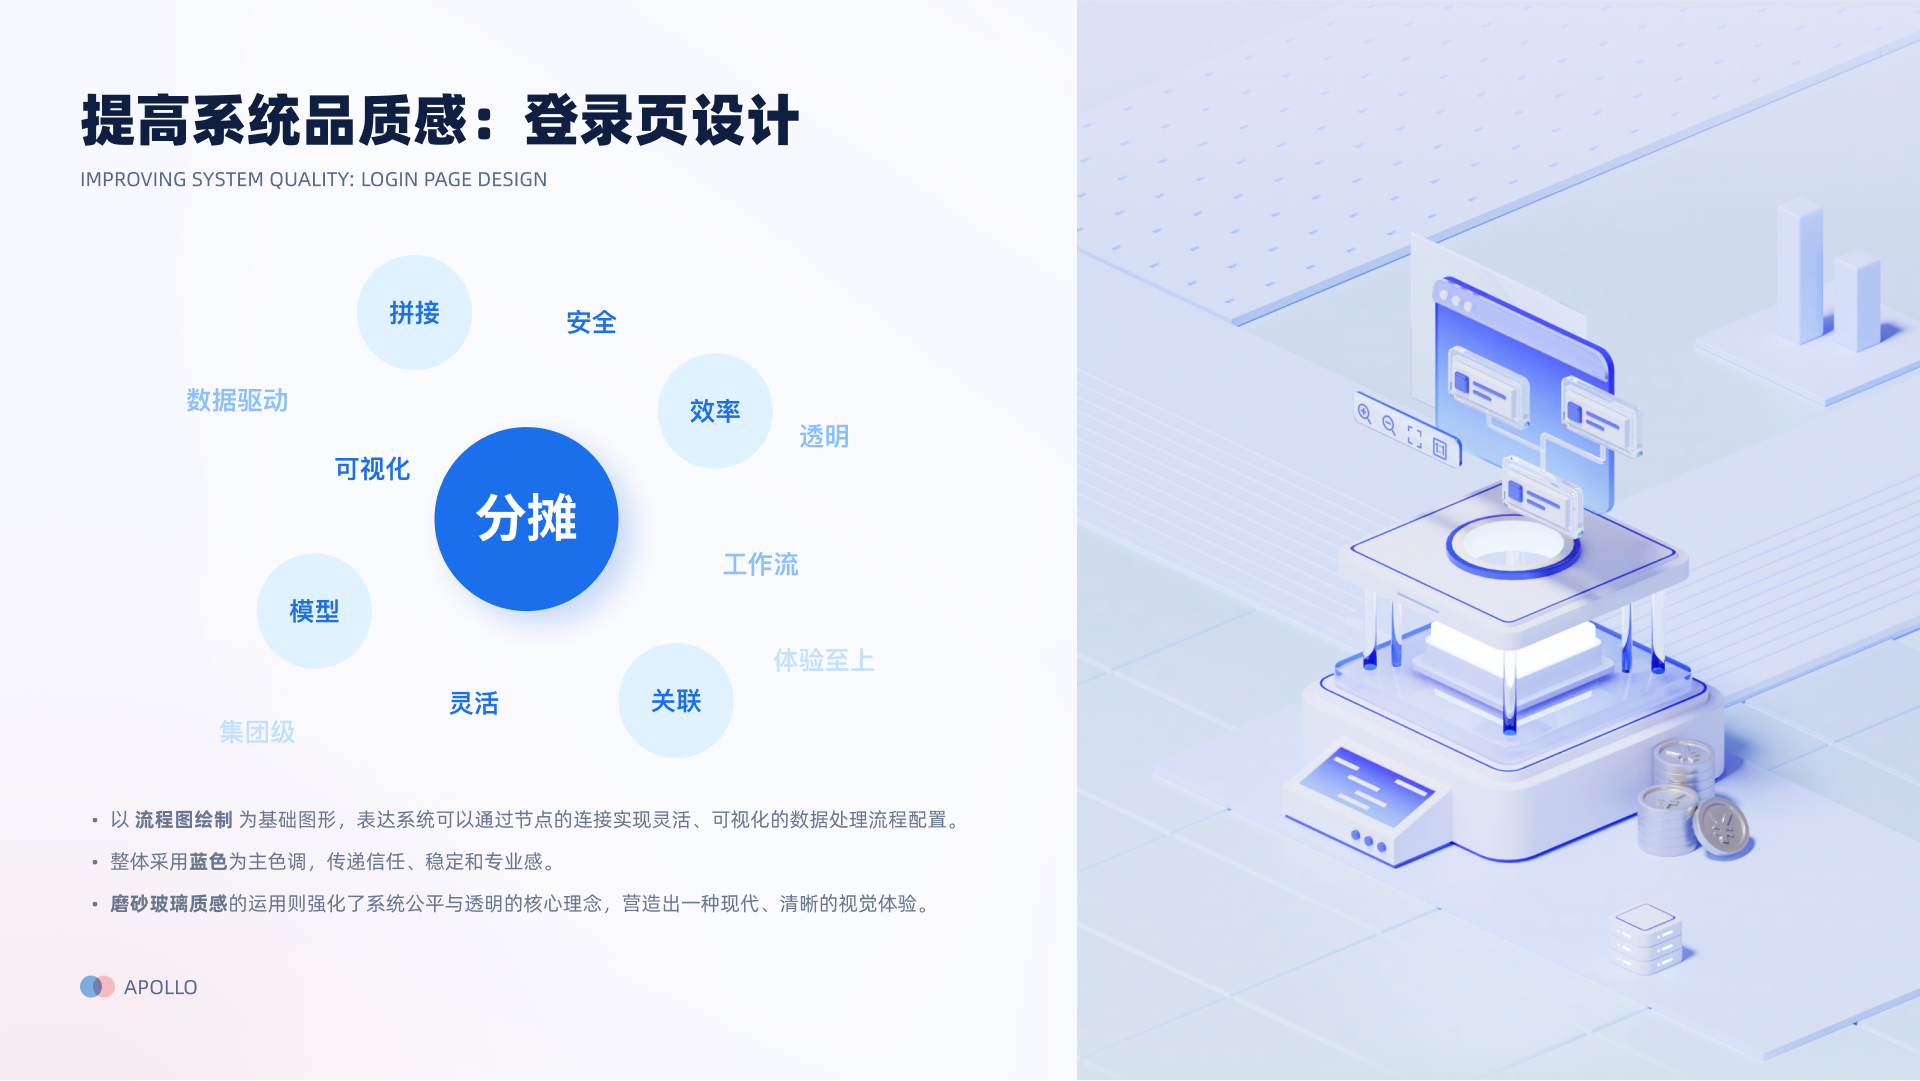 提高系统品质感：登录页设计
IMPROVING SYSTEM QUALITY: LOGIN PAGE DESIGN
拼接
安全
数据驱动
效率
透明
可视化
分摊
工作流
模型
体验至上
灵活
关联
集团级
• 以 流程图绘制 为基础图形，表达系统可以通过节点的连接实现灵活、可视化的数据处理流程配置。
• 整体采用蓝色为主色调，传递信任、稳定和专业感。
• 磨砂玻璃质感的运用则强化了系统公平与透明的核心理念，营造出一种现代、清晰的视觉体验。
APOLLO
1:1